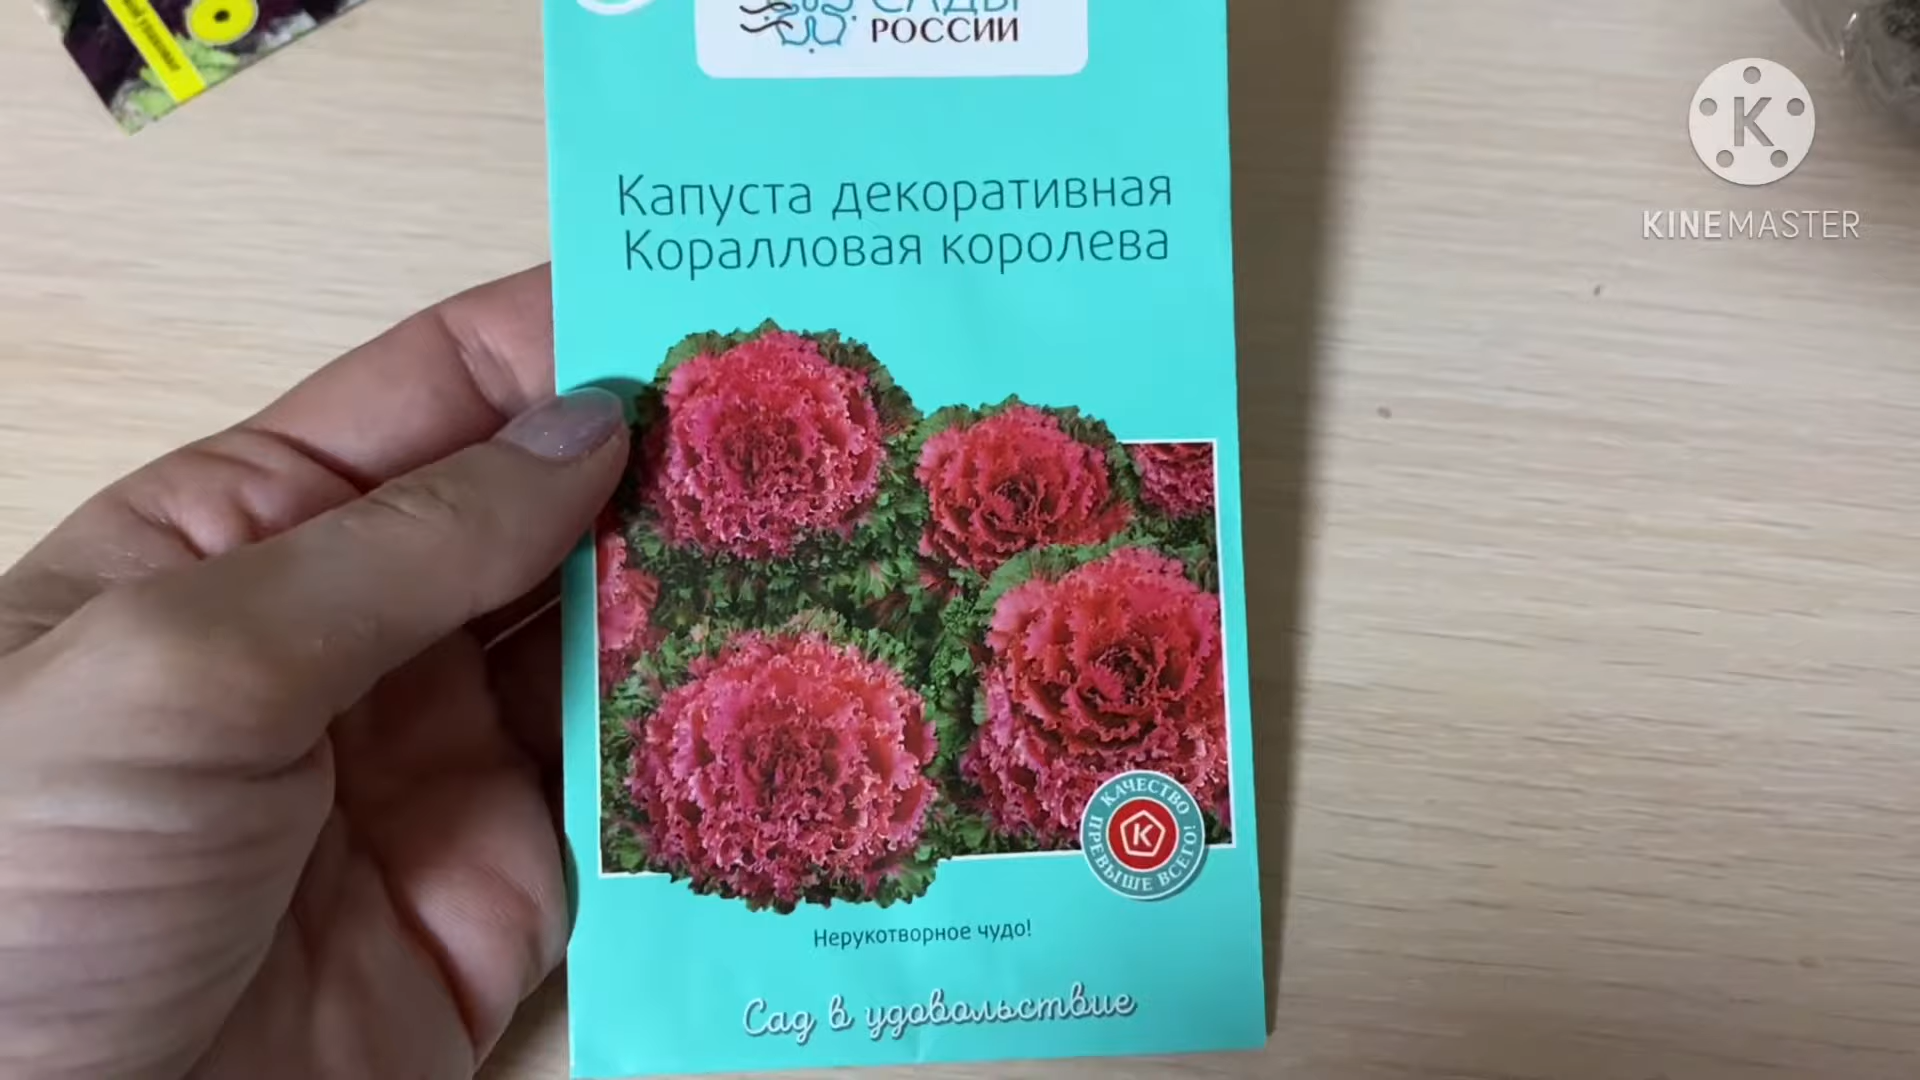 САДЫ
РОССИИ
Капуста декоративная
Коралловая королева
КАЧЕСТВО
ПРЕВЫШЕ ВСЕГО!
К
Нерукотворное чудо!
Сад в удовольствие
K
KINEMASTER